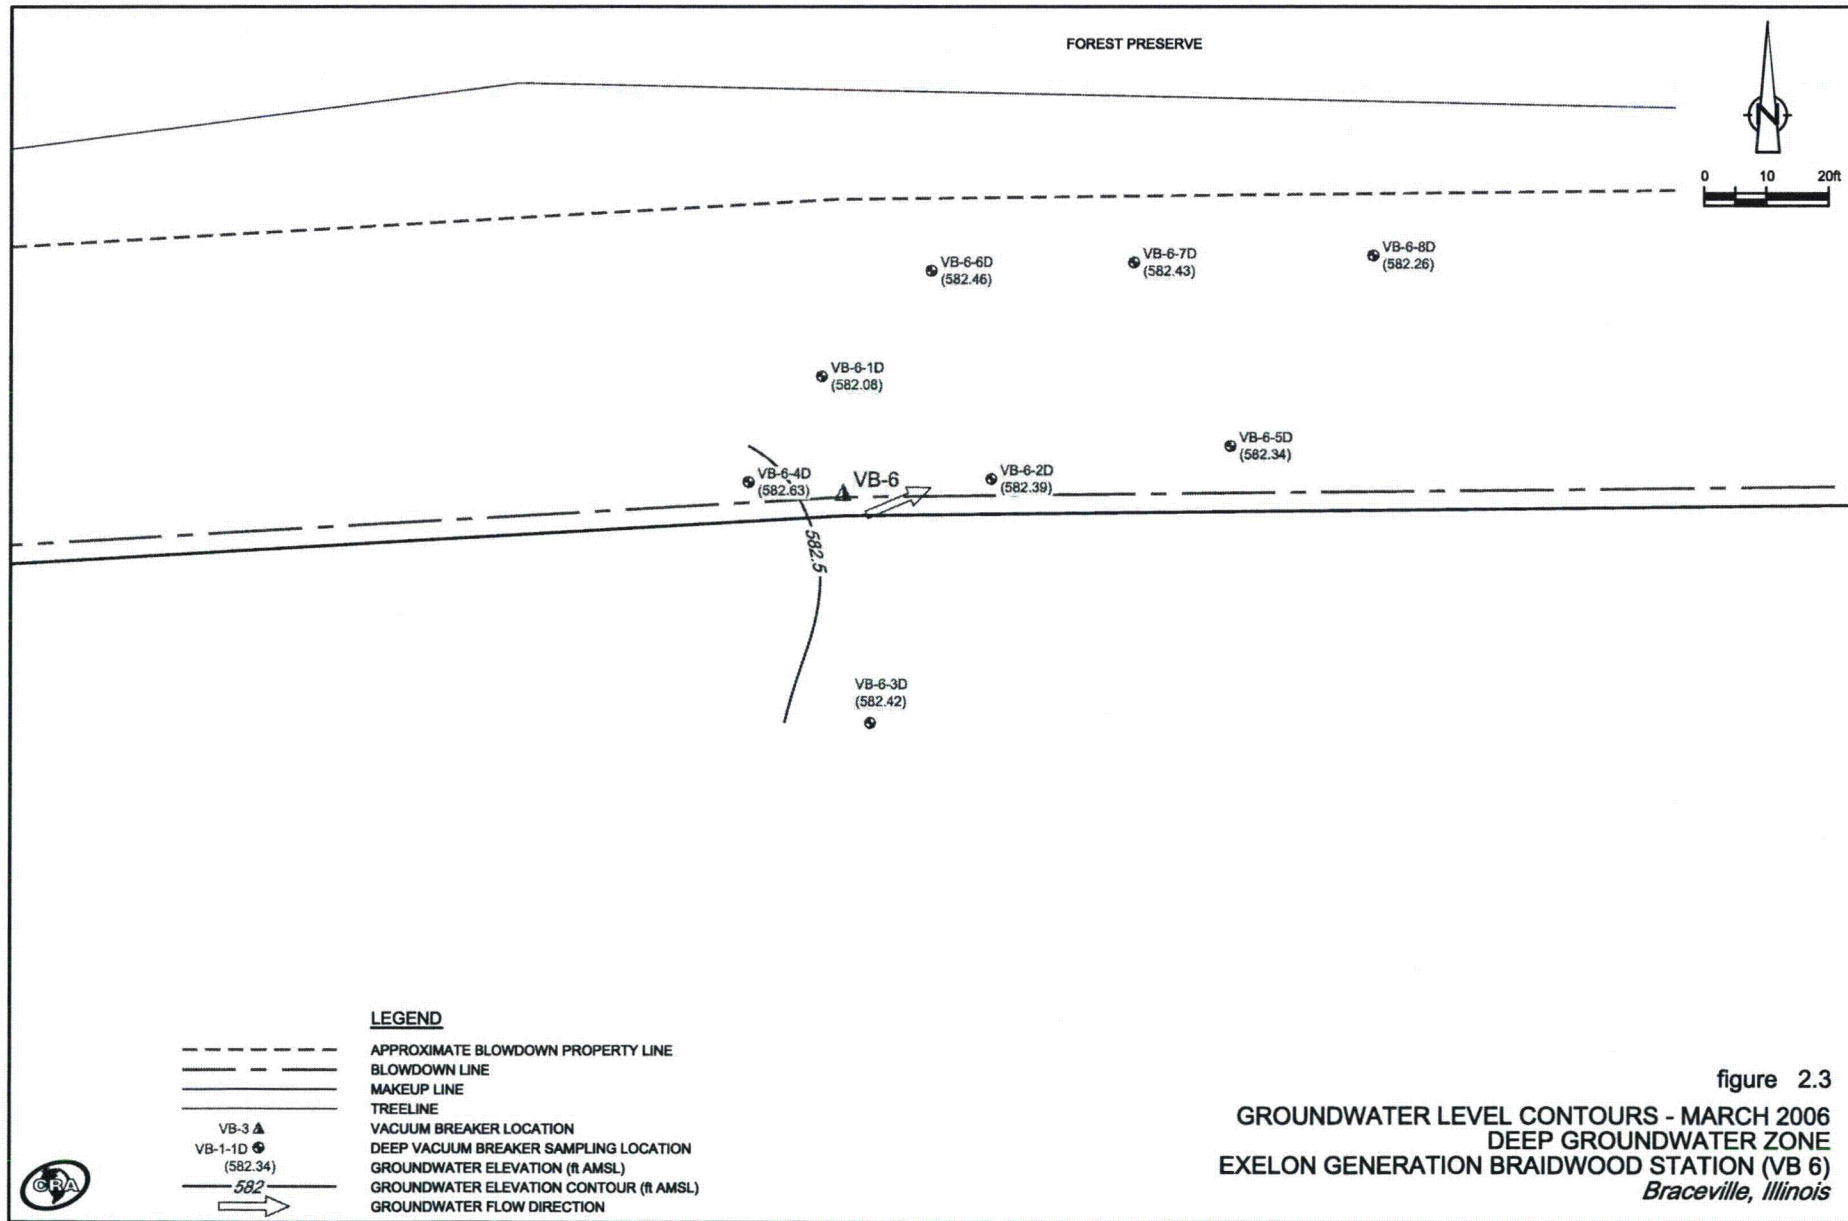 FOREST PRESERVE
N
0 10 20ft
VB-6-6D
(582.46)
VB-6-7D
(582.43)
VB-6-8D
(582.26)
VB-6-1D
(582.08)
VB-6-5D
(582.34)
VB-6-4D
(582.63)
VB-6
VB-6-2D
(582.39)
582.5
VB-6-3D
(582.42)
LEGEND
APPROXIMATE BLOWDOWN PROPERTY LINE
BLOWDOWN LINE
MAKEUP LINE
TREELINE
VB-3 VACUUM BREAKER LOCATION
VB-1-1D DEEP VACUUM BREAKER SAMPLING LOCATION
(582.34) GROUNDWATER ELEVATION (ft AMSL)
582 GROUNDWATER ELEVATION CONTOUR (ft AMSL)
GROUNDWATER FLOW DIRECTION
CRA
figure 2.3
GROUNDWATER LEVEL CONTOURS - MARCH 2006
DEEP GROUNDWATER ZONE
EXELON GENERATION BRAIDWOOD STATION (VB 6)
Braceville, Illinois